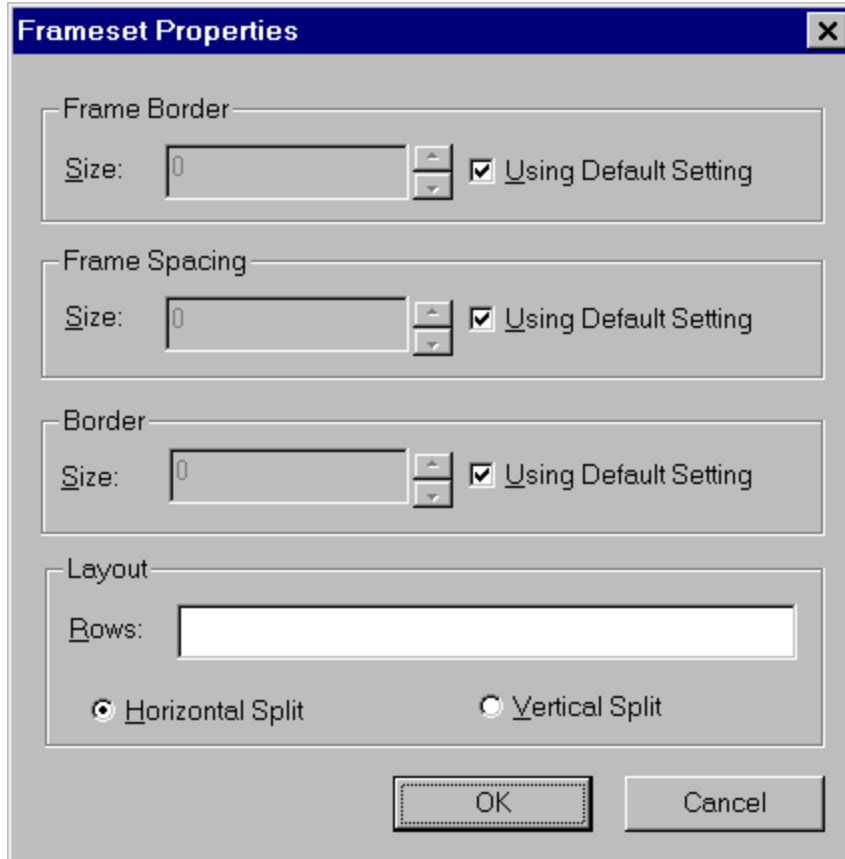 Frameset Properties
Frame Border
Size: 0 Using Default Setting
Frame Spacing
Size: 0 Using Default Setting
Border
Size: 0 Using Default Setting
Layout
Rows:
Horizontal Split Vertical Split
OK Cancel